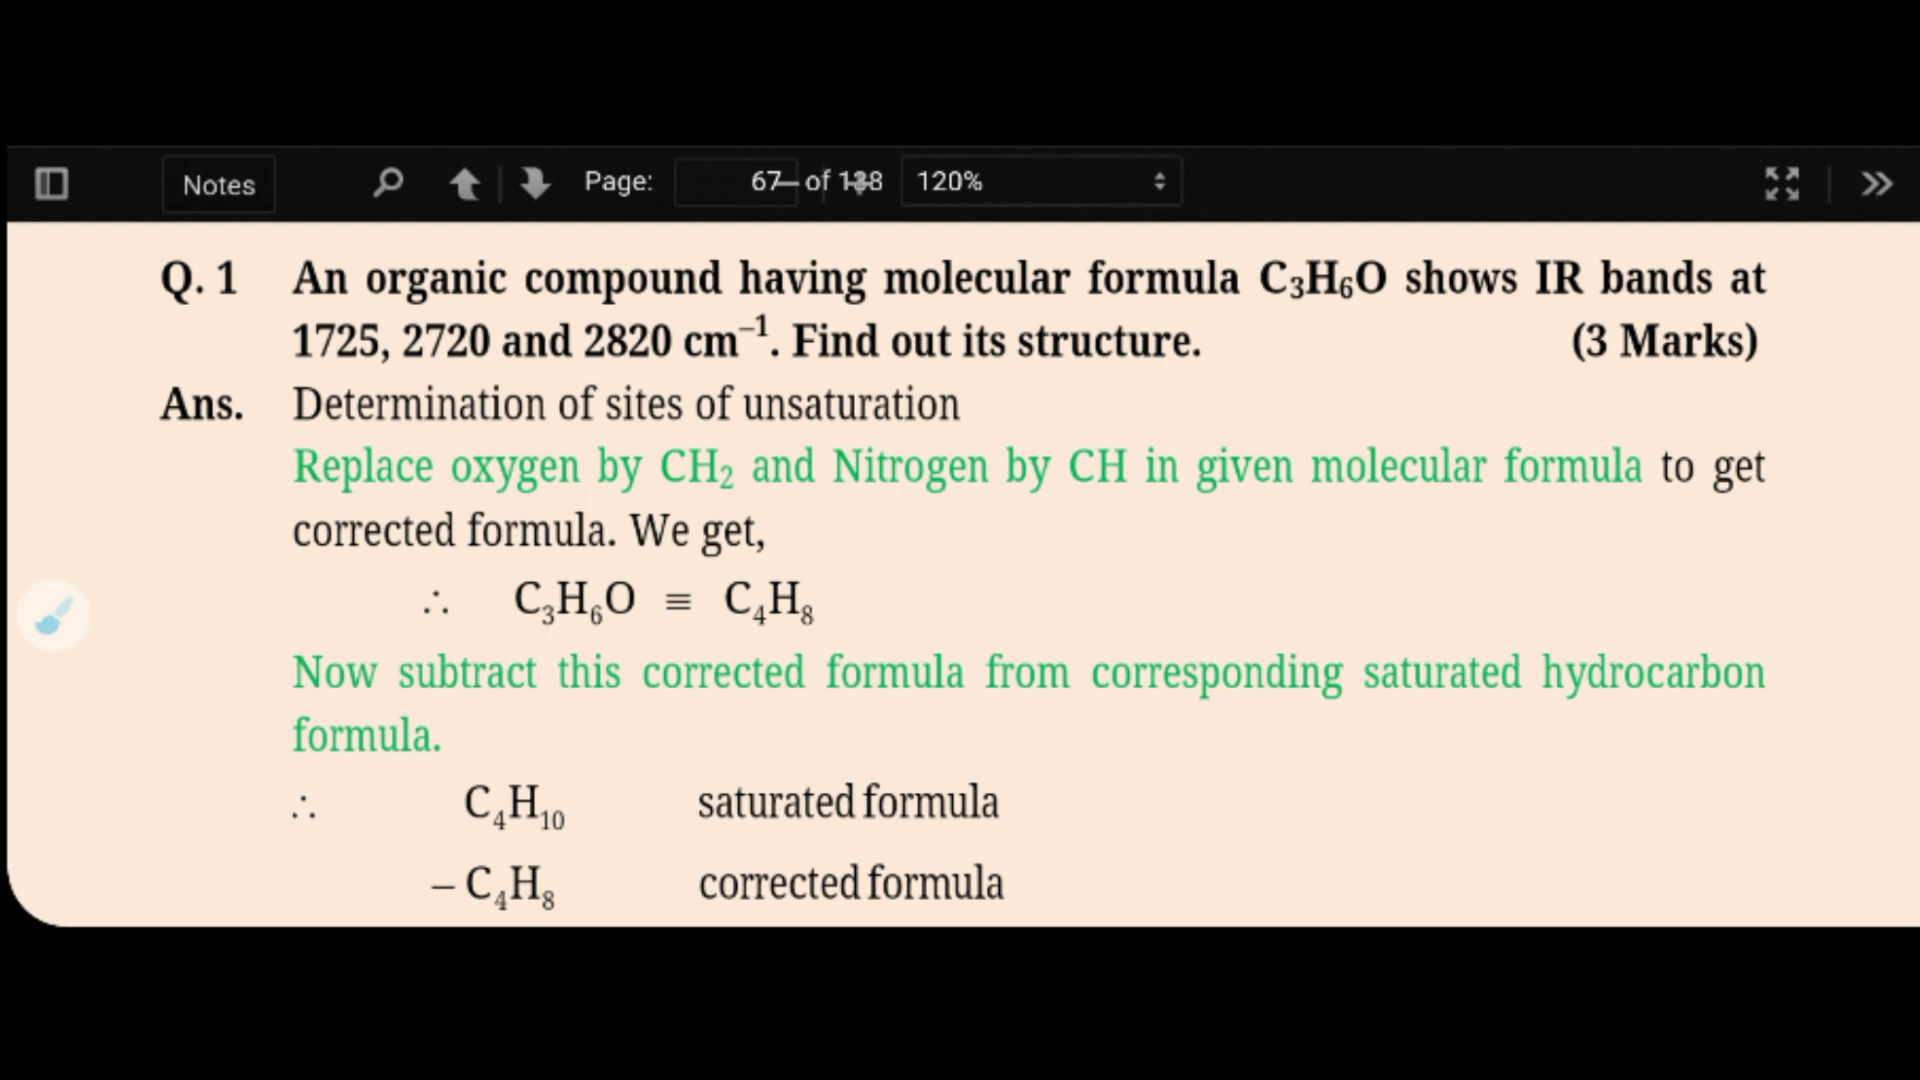 Notes Page: 67 of 138 120%
Q. 1 An organic compound having molecular formula C₃H₆O shows IR bands at
1725, 2720 and 2820 cm⁻¹. Find out its structure. (3 Marks)
Ans. Determination of sites of unsaturation
Replace oxygen by CH₂ and Nitrogen by CH in given molecular formula to get
corrected formula. We get,
∴ C₃H₆O ≡ C₄H₈
Now subtract this corrected formula from corresponding saturated hydrocarbon
formula.
∴ C₄H₁₀ saturated formula
– C₄H₈ corrected formula